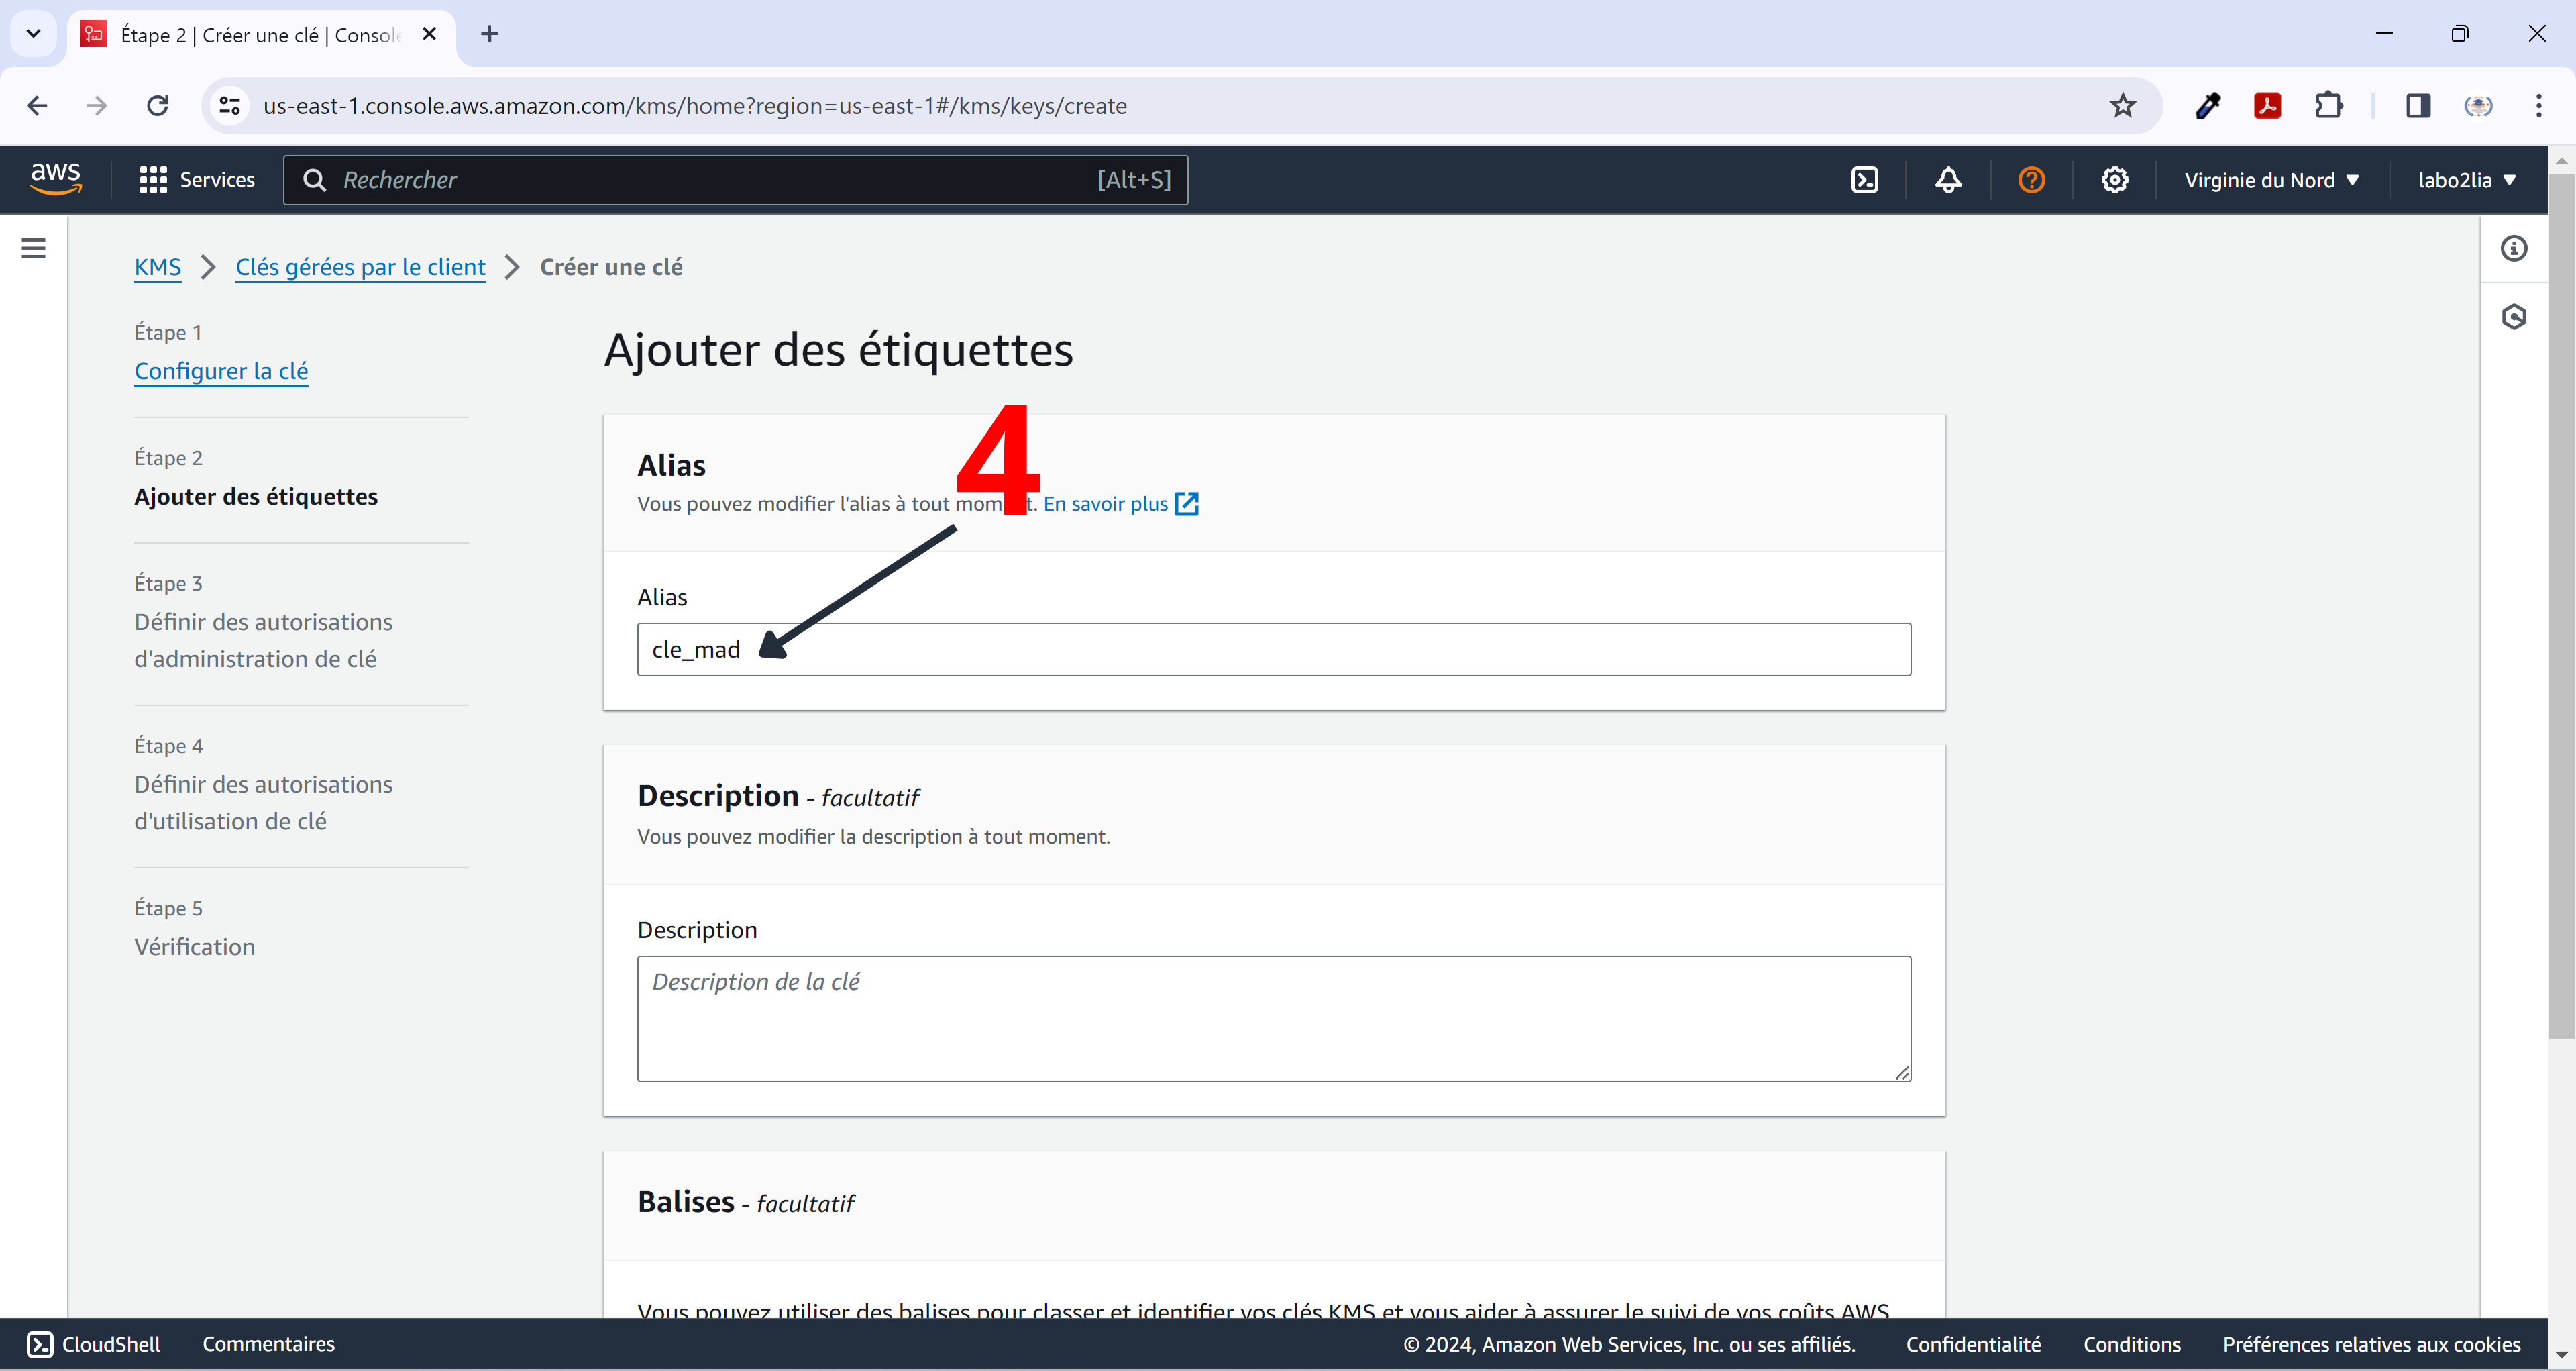 Étape 2 | Créer une clé | Console
us-east-1.console.aws.amazon.com/kms/home?region=us-east-1#/kms/keys/create
aws
Services
Rechercher
[Alt+S]
Virginie du Nord
labo2lia
KMS
Clés gérées par le client
Créer une clé
Étape 1
Configurer la clé
Étape 2
Ajouter des étiquettes
Étape 3
Définir des autorisations
d'administration de clé
Étape 4
Définir des autorisations
d'utilisation de clé
Étape 5
Vérification
Ajouter des étiquettes
4
Alias
Vous pouvez modifier l'alias à tout moment. En savoir plus
Alias
cle_mad
Description - facultatif
Vous pouvez modifier la description à tout moment.
Description
Description de la clé
Balises - facultatif
Vous pouvez utiliser des balises pour classer et identifier vos clés KMS et vous aider à assurer le suivi de vos coûts AWS
CloudShell
Commentaires
© 2024, Amazon Web Services, Inc. ou ses affiliés.
Confidentialité
Conditions
Préférences relatives aux cookies